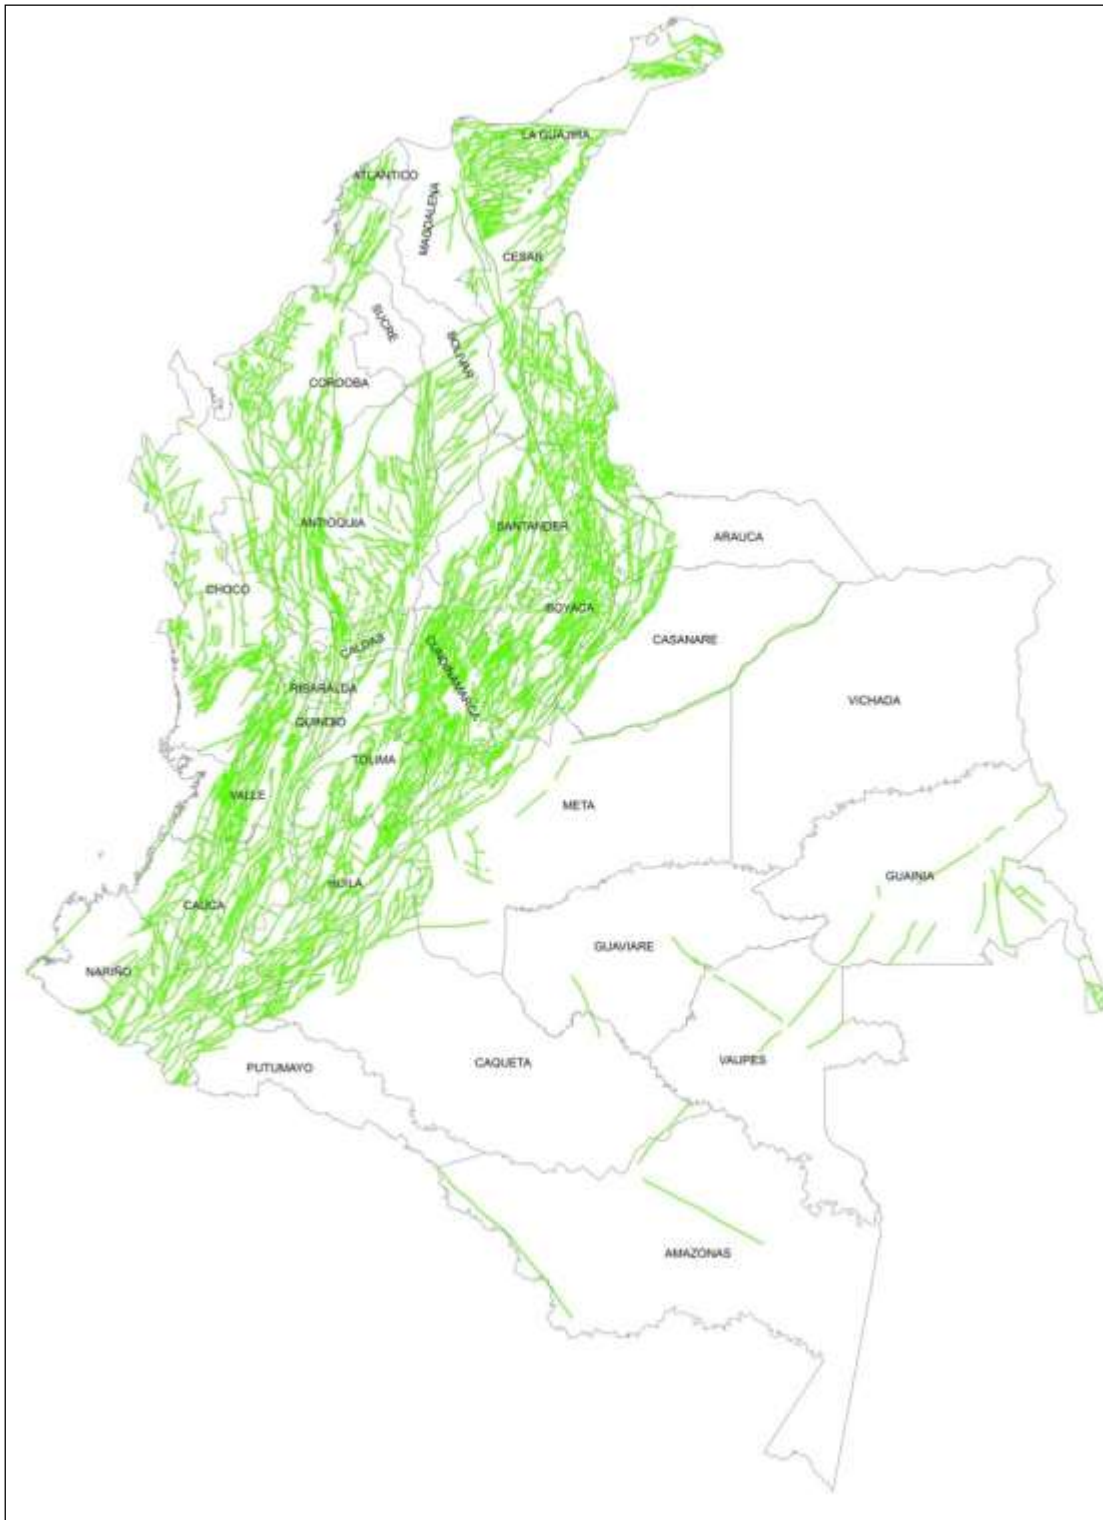 LA GUAJIRA
ATLANTICO
MAGDALENA
CESAR
SUCRE
BOLIVAR
CORDOBA
ANTIOQUIA
SANTANDER
ARAUCA
CHOCO
BOYACA
CASANARE
CALDAS
CUNDINAMARCA
RISARALDA
VICHADA
QUINDIO
TOLIMA
VALLE
META
HUILA
GUAINIA
CAUCA
GUAVIARE
NARIÑO
VAUPES
CAQUETA
PUTUMAYO
AMAZONAS